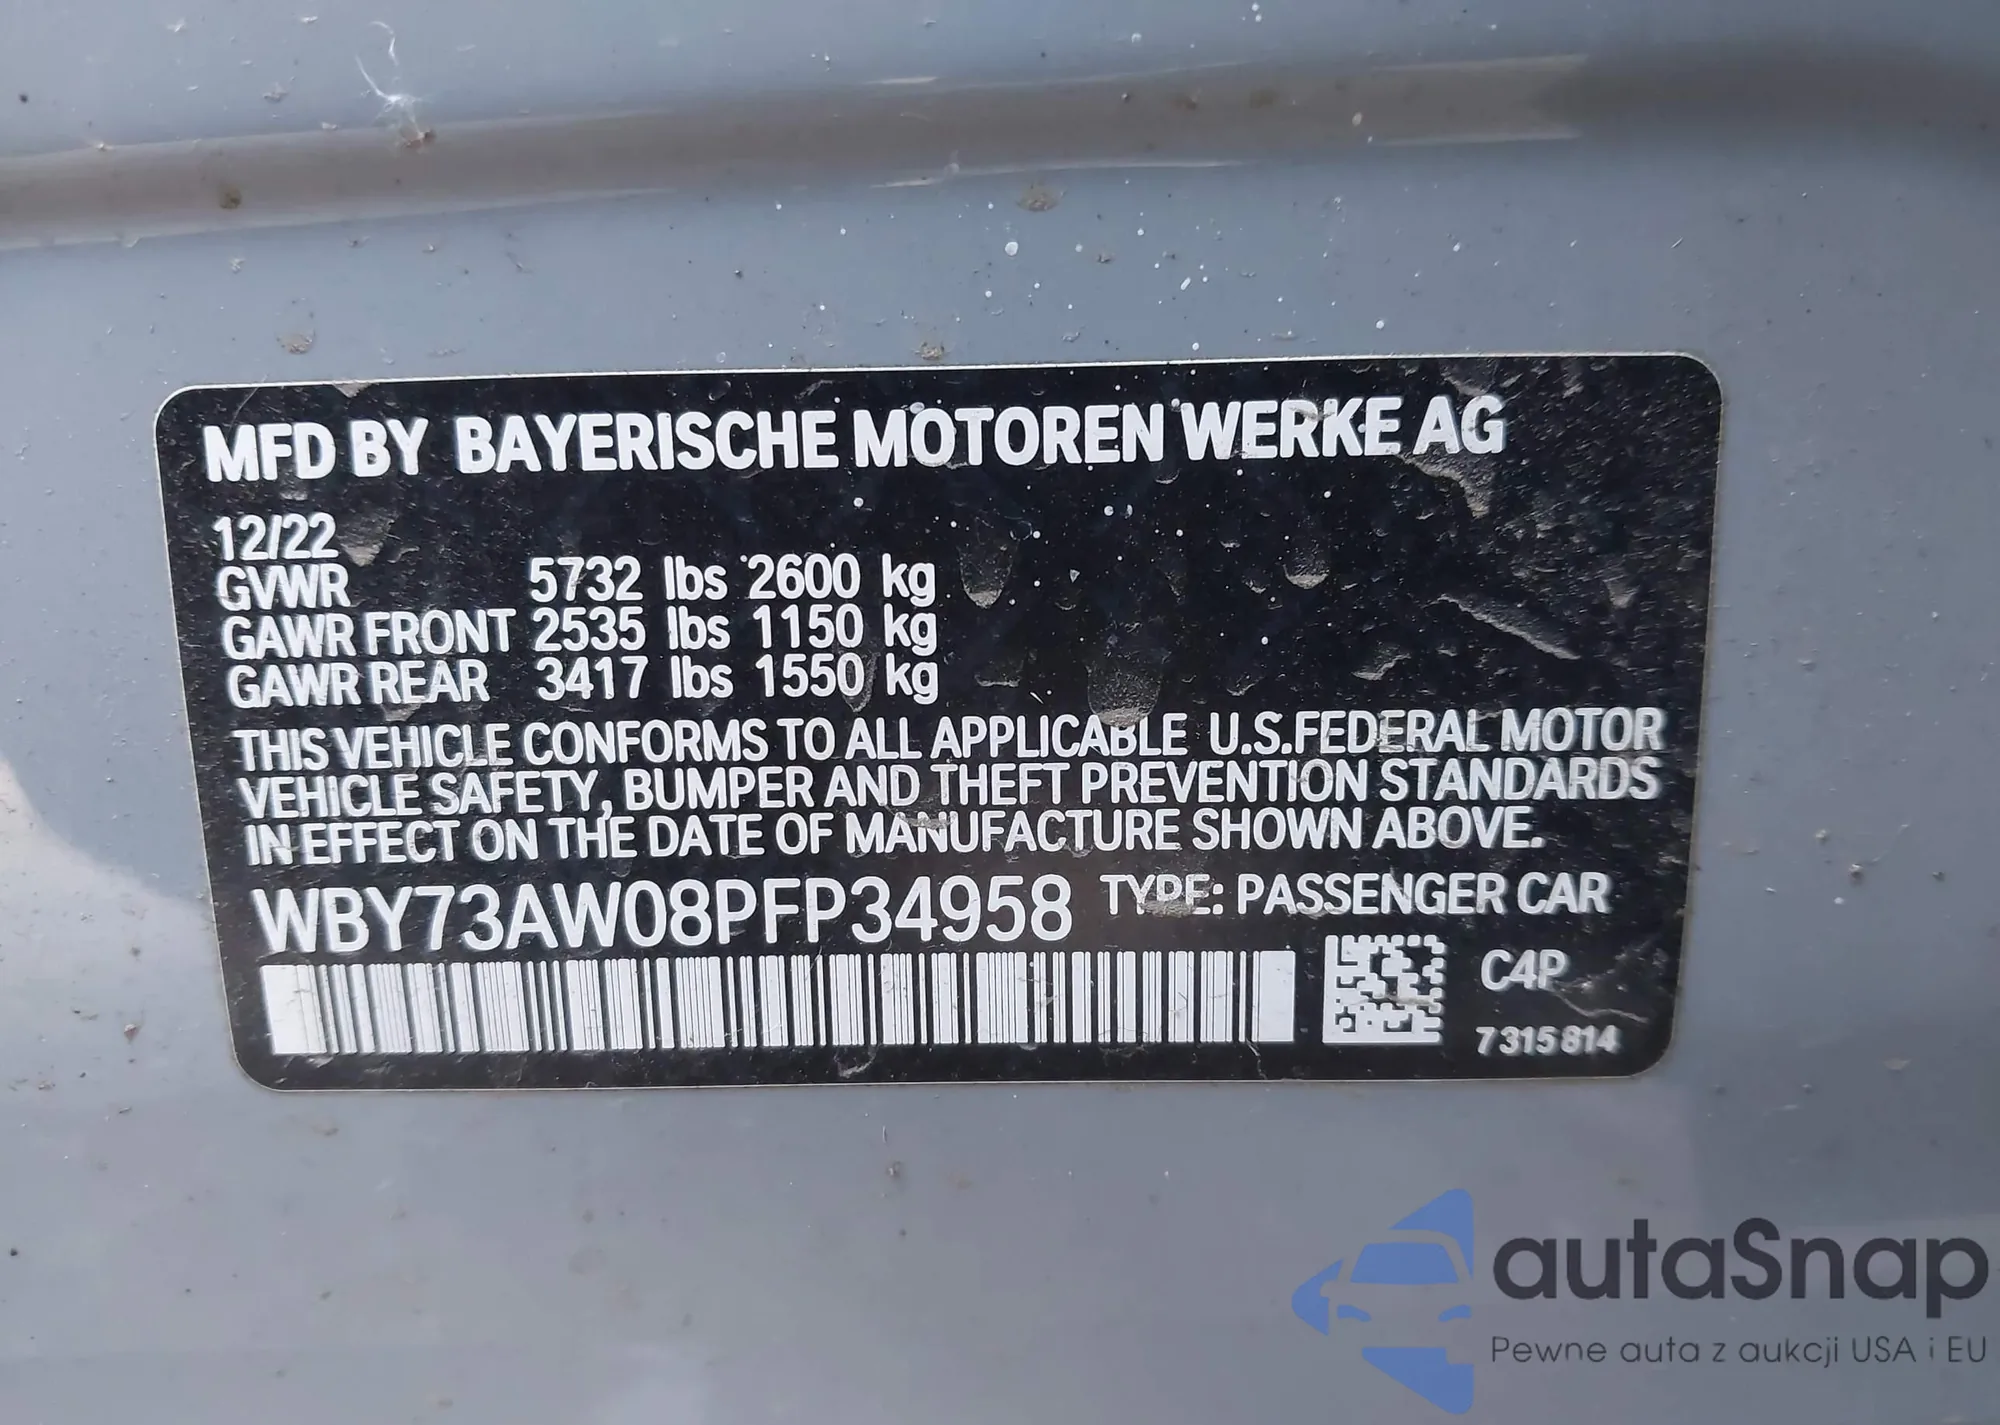 MFD BY BAYERISCHE MOTOREN WERKE AG
12/22
GVWR 5732 lbs 2600 kg
GAWR FRONT 2535 lbs 1150 kg
GAWR REAR 3417 lbs 1550 kg
THIS VEHICLE CONFORMS TO ALL APPLICABLE U.S.FEDERAL MOTOR
VEHICLE SAFETY, BUMPER AND THEFT PREVENTION STANDARDS
IN EFFECT ON THE DATE OF MANUFACTURE SHOWN ABOVE.
WBY73AW08PFP34958 TYPE: PASSENGER CAR
C4P
7 315 814
autaSnap
Pewne auta z aukcji USA i EU